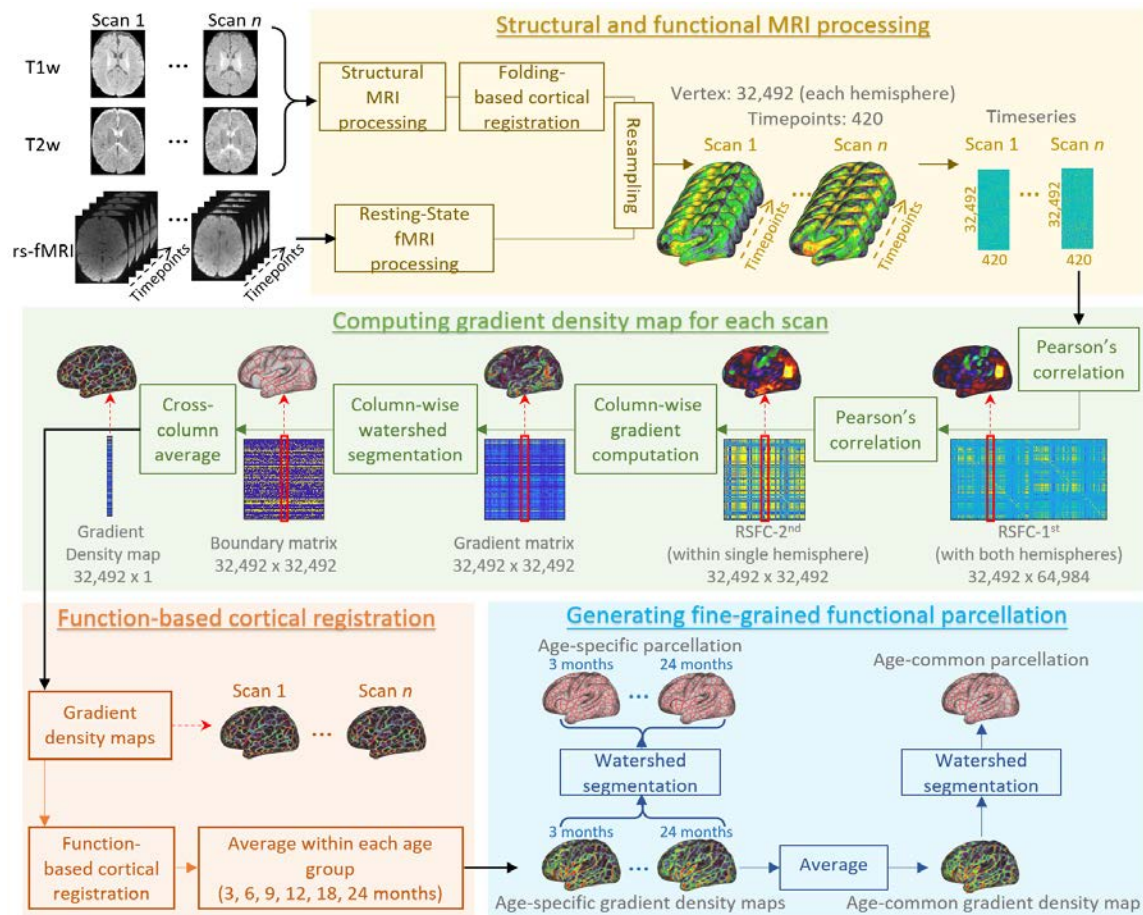 Scan 1
Scan n
T1w
...
T2w
...
rs-fMRI
...
Timepoints
Timepoints
Structural and functional MRI processing
Structural
MRI
processing
Folding-
based cortical
registration
Resting-State
fMRI
processing
Resampling
Vertex: 32,492 (each hemisphere)
Timepoints: 420
Scan 1
Scan n
...
Timepoints
Timepoints
Timeseries
Scan 1
Scan n
32,492
...
32,492
420
420
Computing gradient density map for each scan
Pearson's
correlation
Cross-
column
average
Column-wise
watershed
segmentation
Column-wise
gradient
computation
Pearson's
correlation
Gradient
Density map
32,492 x 1
Boundary matrix
32,492 x 32,492
Gradient matrix
32,492 x 32,492
RSFC-2nd
(within single hemisphere)
32,492 x 32,492
RSFC-1st
(with both hemispheres)
32,492 x 64,984
Function-based cortical registration
Gradient
density maps
Scan 1
Scan n
...
Function-
based cortical
registration
Average within each age
group
(3, 6, 9, 12, 18, 24 months)
Generating fine-grained functional parcellation
Age-specific parcellation
3 months
24 months
...
Watershed
segmentation
3 months
24 months
...
Age-specific gradient density maps
Average
Age-common parcellation
Watershed
segmentation
Age-common gradient density map